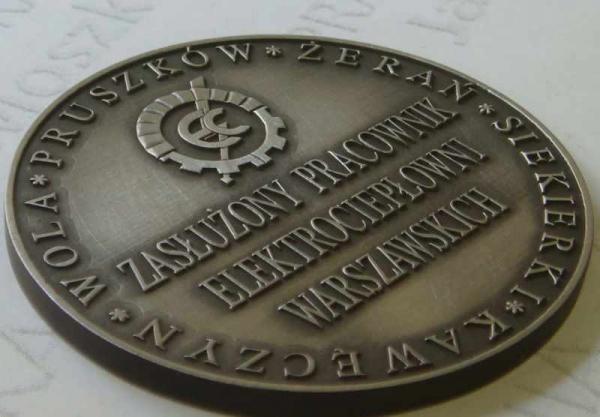 * PRUSZKÓW * ŻERAŃ * SIEKIERKI * KAWĘCZYN * WOLA
ZASŁUŻONY PRACOWNIK
ELEKTROCIEPŁOWNI
WARSZAWSKICH